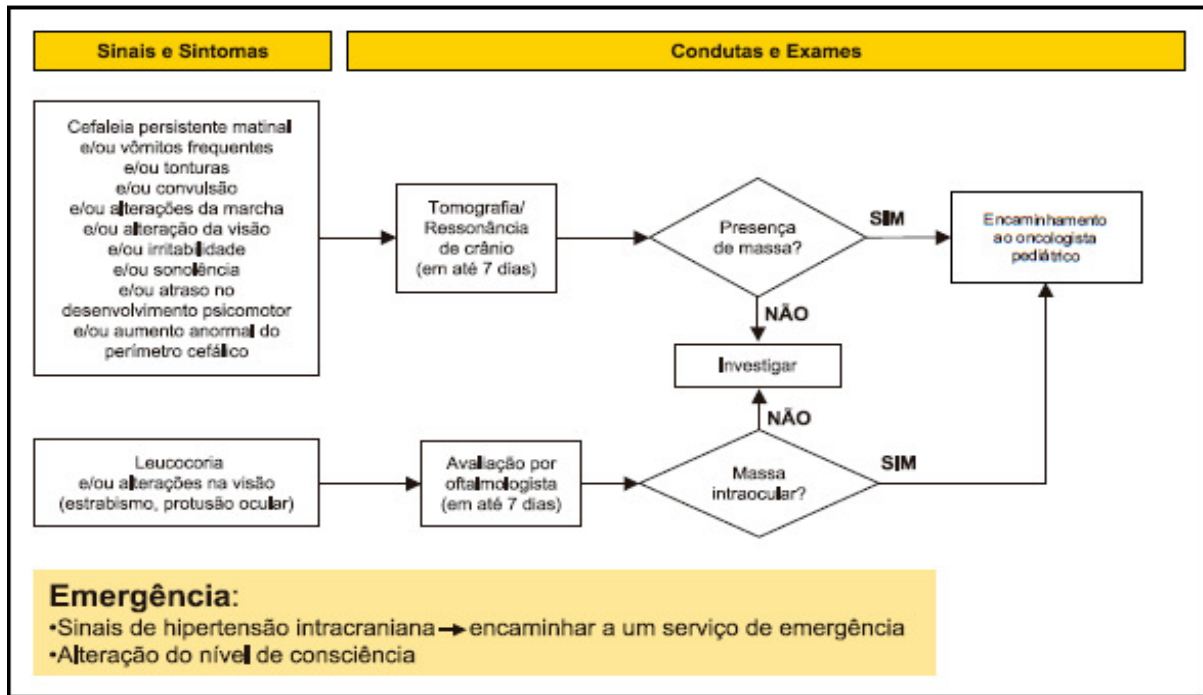 Sinais e Sintomas
Condutas e Exames
Cefaleia persistente matinal
e/ou vômitos frequentes
e/ou tonturas
e/ou convulsão
e/ou alterações da marcha
e/ou alteração da visão
e/ou irritabilidade
e/ou sonolência
e/ou atraso no
desenvolvimento psicomotor
e/ou aumento anormal do
perímetro cefálico
Tomografia/
Ressonância
de crânio
(em até 7 dias)
Presença
de massa?
SIM
Encaminhamento
ao oncologista
pediátrico
NÃO
Investigar
NÃO
Leucocoria
e/ou alterações na visão
(estrabismo, protusão ocular)
Avaliação por
oftalmologista
(em até 7 dias)
Massa
intraocular?
SIM
Emergência:
•Sinais de hipertensão intracraniana → encaminhar a um serviço de emergência
•Alteração do nível de consciência